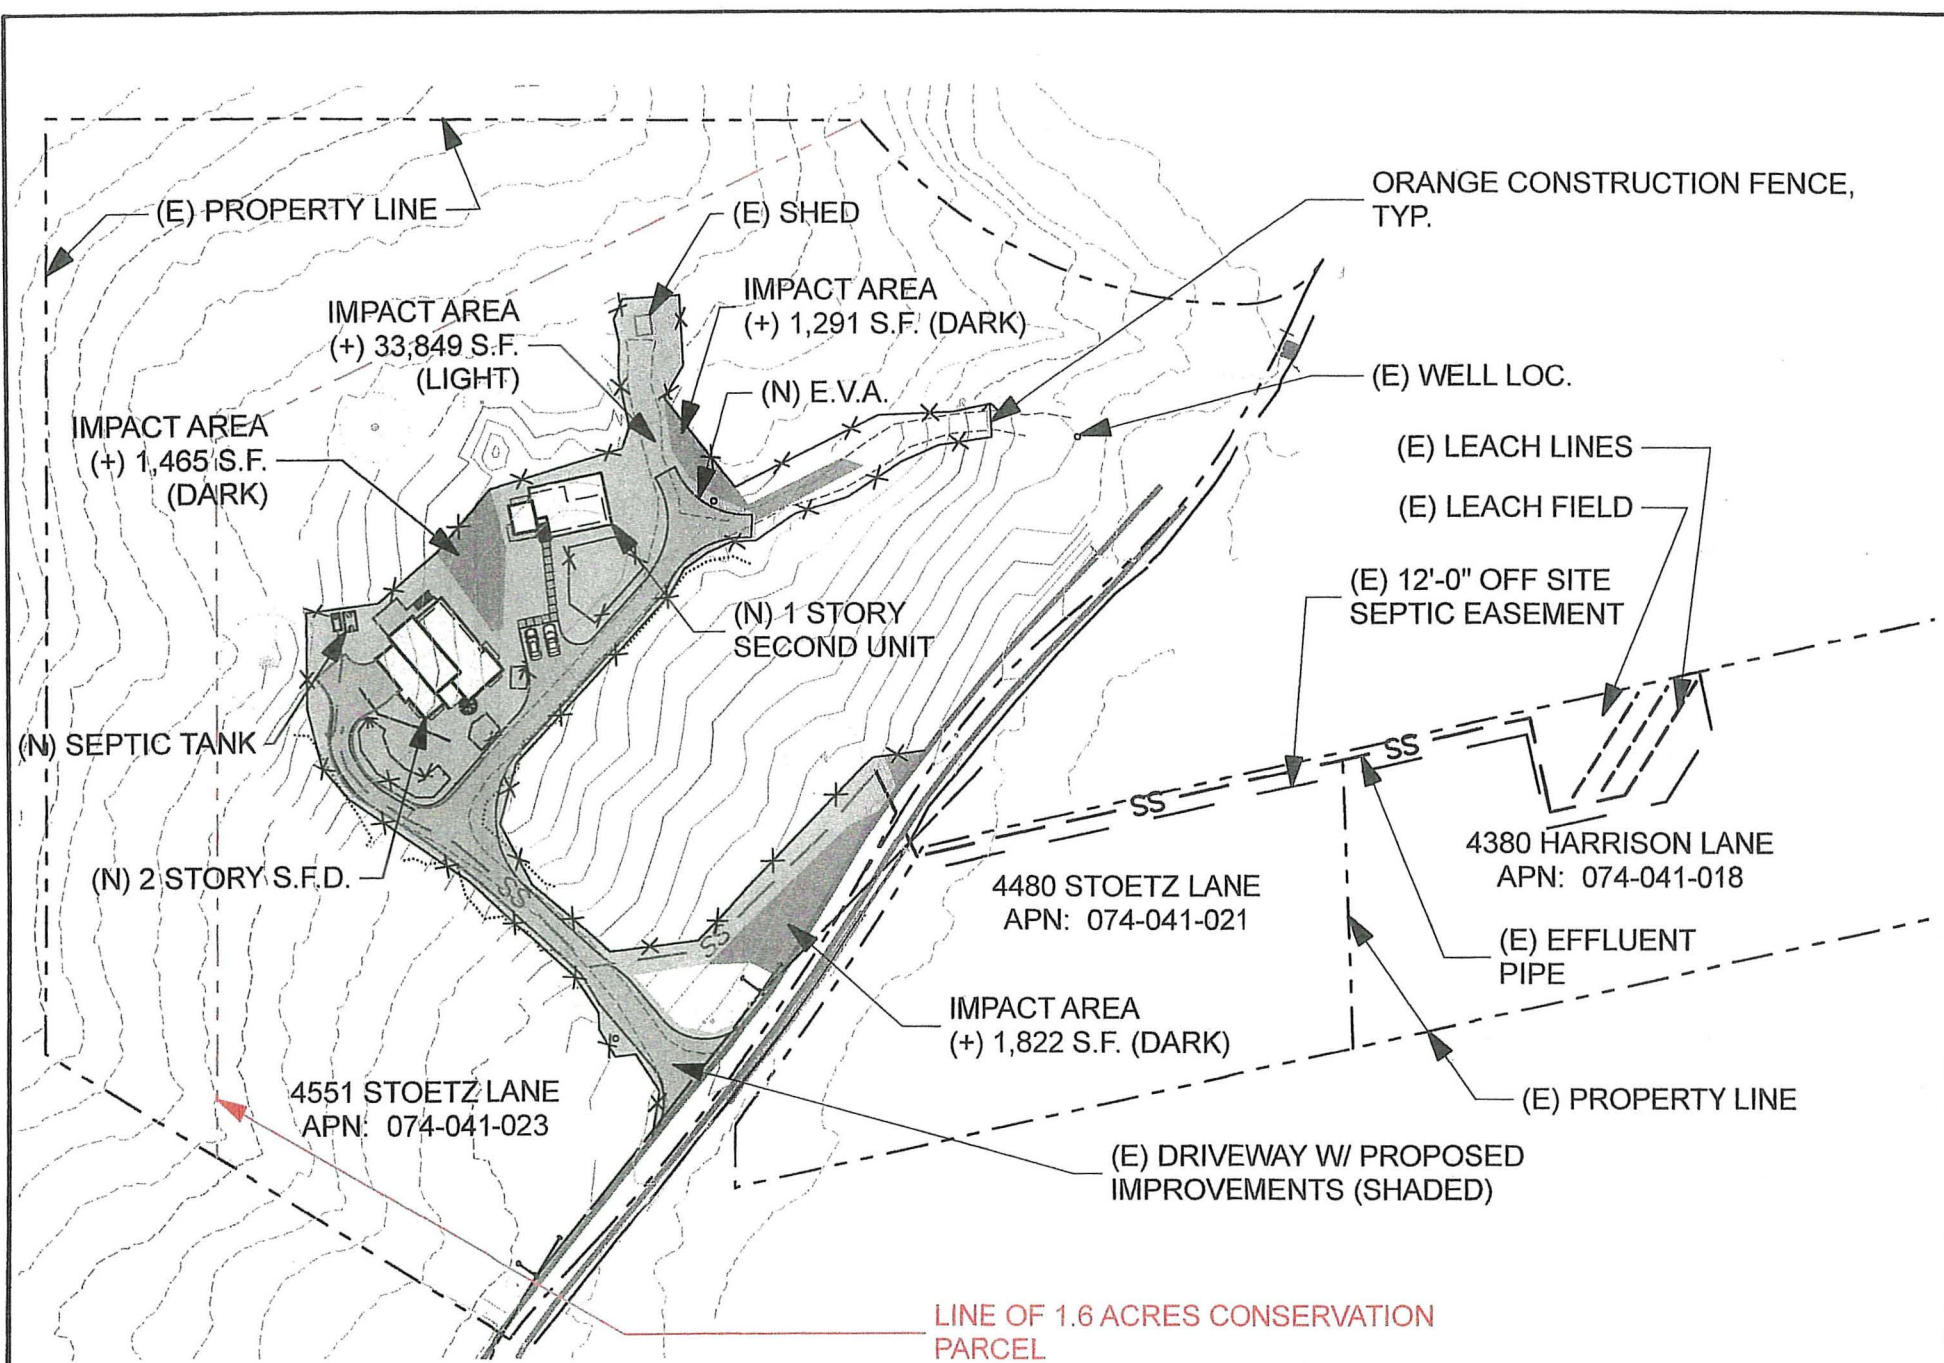 (E) PROPERTY LINE
(E) SHED
ORANGE CONSTRUCTION FENCE,
TYP.
IMPACT AREA
(+) 33,849 S.F.
(LIGHT)
IMPACT AREA
(+) 1,291 S.F. (DARK)
(N) E.V.A.
(E) WELL LOC.
IMPACT AREA
(+) 1,465 S.F.
(DARK)
(E) LEACH LINES
(E) LEACH FIELD
(E) 12'-0" OFF SITE
SEPTIC EASEMENT
(N) 1 STORY
SECOND UNIT
(N) SEPTIC TANK
SS
SS
(N) 2 STORY S.F.D.
SS
SS
4480 STOETZ LANE
APN: 074-041-021
4380 HARRISON LANE
APN: 074-041-018
(E) EFFLUENT
PIPE
IMPACT AREA
(+) 1,822 S.F. (DARK)
4551 STOETZ LANE
APN: 074-041-023
(E) PROPERTY LINE
(E) DRIVEWAY W/ PROPOSED
IMPROVEMENTS (SHADED)
LINE OF 1.6 ACRES CONSERVATION
PARCEL